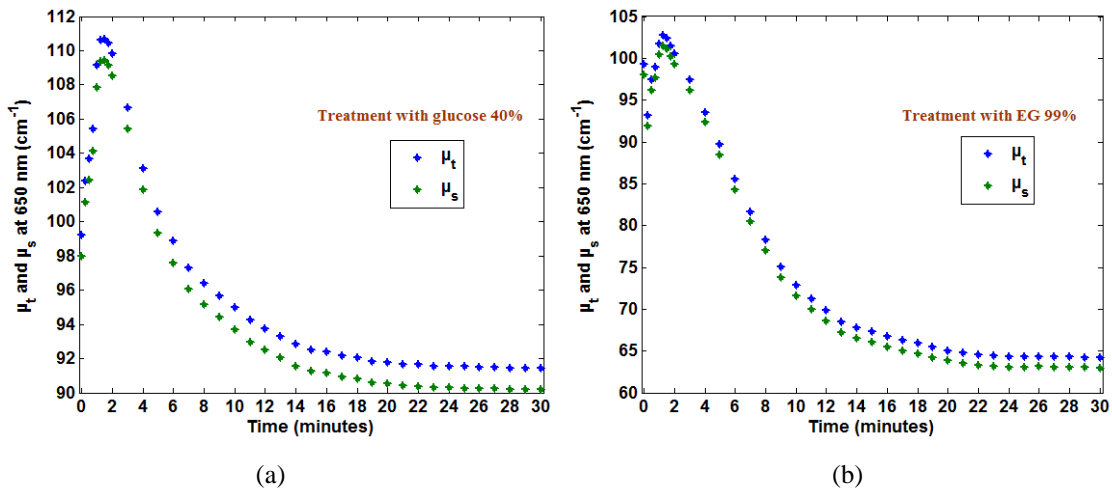 112
110
108
106
104
102
100
98
96
94
92
90
μt and μs at 650 nm (cm-1)
Treatment with glucose 40%
μt
μs
0 2 4 6 8 10 12 14 16 18 20 22 24 26 28 30
Time (minutes)
(a)
105
100
95
90
85
80
75
70
65
60
μt and μs at 650 nm (cm-1)
Treatment with EG 99%
μt
μs
0 2 4 6 8 10 12 14 16 18 20 22 24 26 28 30
Time (minutes)
(b)